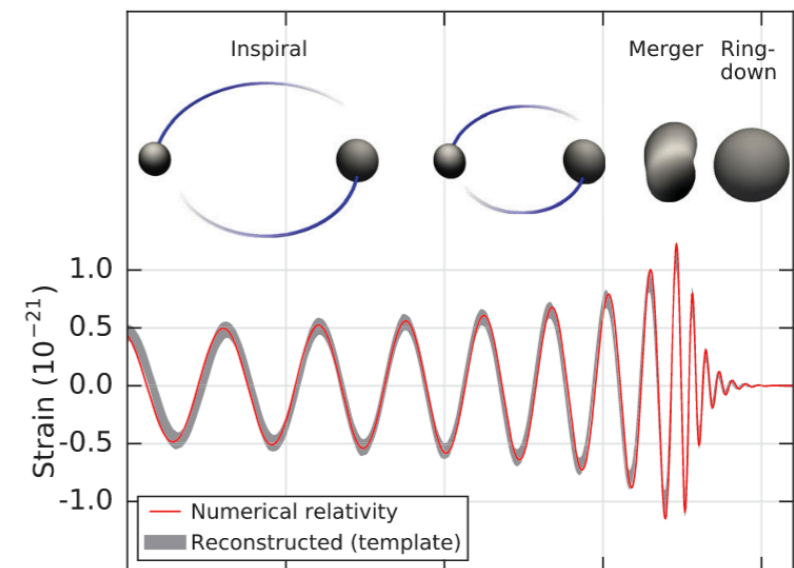 Inspiral
Merger
Ring-
down
Strain (10⁻²¹)
1.0
0.5
0.0
-0.5
-1.0
Numerical relativity
Reconstructed (template)